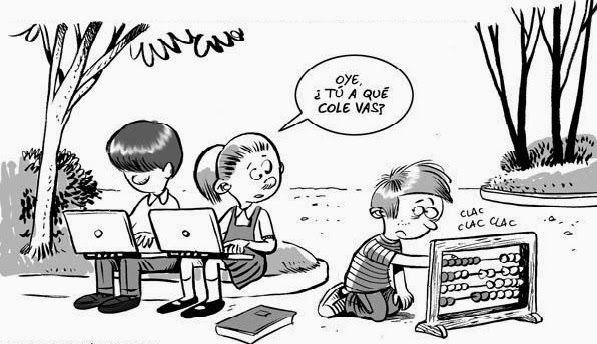 OYE,
¿TÚ A QUÉ
COLE VAS?
CLAC
CLAC CLAC